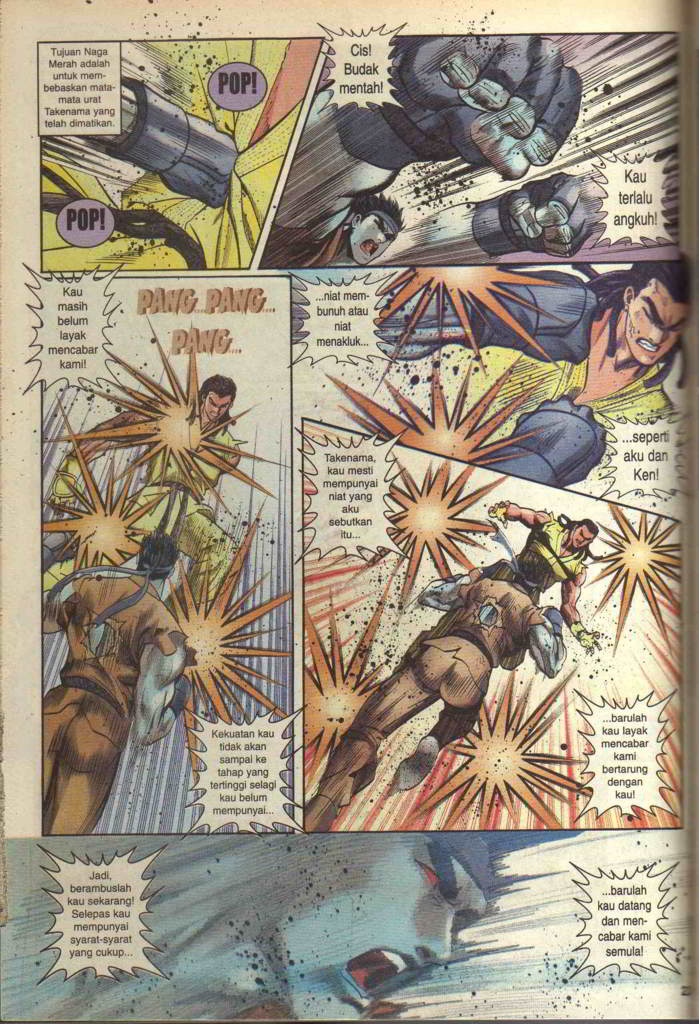 Tujuan Naga
Merah adalah
untuk mem-
bebaskan mata-
mata urat
Takenama yang
telah dimatikan.
POP!
POP!
Cis!
Budak
mentah!
Kau
terlalu
angkuh!
Kau
masih
belum
layak
mencabar
kami!
PANG..PANG...
PANG...
Kekuatan kau
tidak akan
sampai ke
tahap yang
tertinggi selagi
kau belum
mempunyai...
...niat mem-
bunuh atau
niat
menakluk...
...seperti
aku dan
Ken!
Takenama,
kau mesti
mempunyai
niat yang
aku
sebutkan
itu...
...barulah
kau layak
mencabar
kami
bertarung
dengan
kau!
Jadi,
berambuslah
kau sekarang!
Selepas kau
mempunyai
syarat-syarat
yang cukup...
...barulah
kau datang
dan men-
cabar kami
semula!